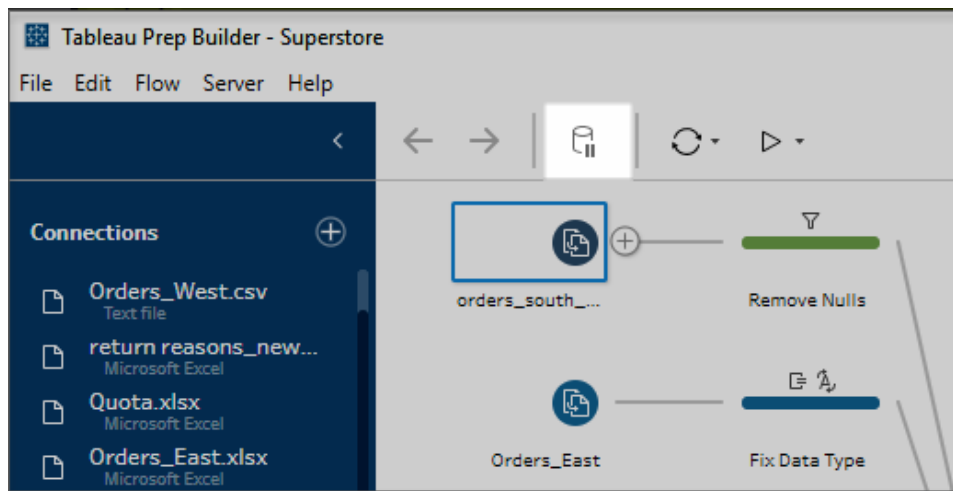 Tableau Prep Builder - Superstore
File Edit Flow Server Help
Connections
Orders_West.csv
Text file
return reasons_new...
Microsoft Excel
Quota.xlsx
Microsoft Excel
Orders_East.xlsx
Microsoft Excel
orders_south_...
Remove Nulls
Orders_East
Fix Data Type